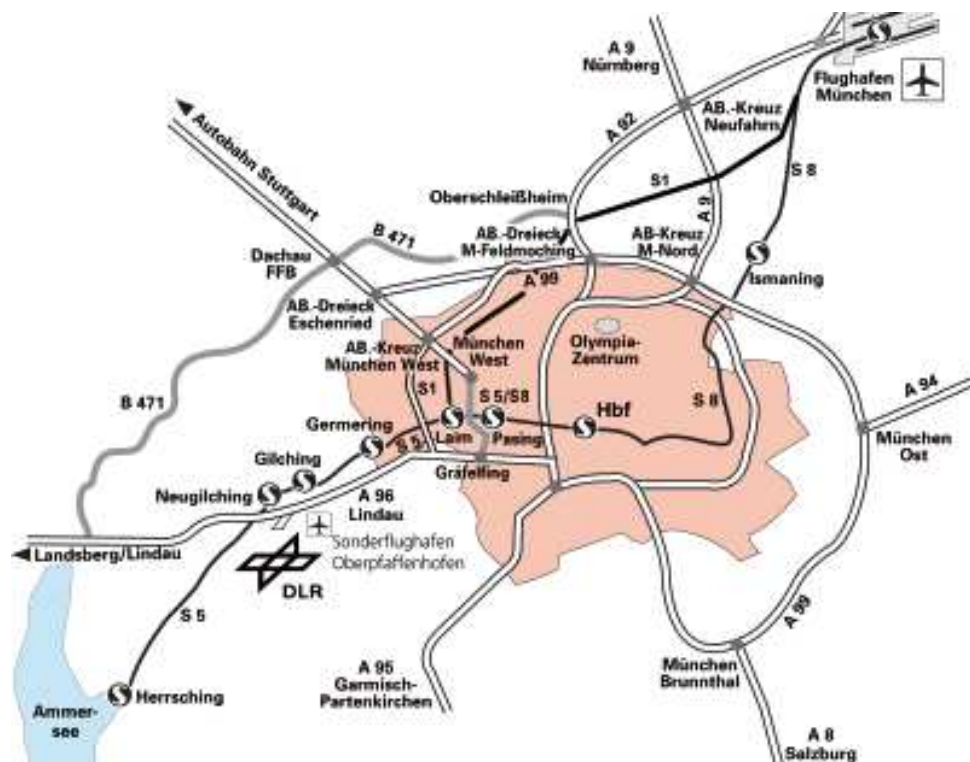 A 9
Nürnberg
Flughafen
München
AB.-Kreuz
Neufahrn
A 92
Autobahn Stuttgart
S1
S 8
A 9
Oberschleißheim
B 471
AB.-Dreieck
M-Feldmoching
AB-Kreuz
M-Nord
Dachau
FFB
Ismaning
A 99
AB.-Dreieck
Eschenried
Olympia-
Zentrum
AB.-Kreuz
München West
München
West
A 94
B 471
S1
S 5/S8
Hbf
S 8
Germering
S 5
Laim
Pasing
München
Ost
Gilching
Gräfelfing
Neugilching
A 96
Lindau
Landsberg/Lindau
Sonderflughafen
Oberpfaffenhofen
DLR
S 5
A 99
A 95
Garmisch-
Partenkirchen
München
Brunnthal
Herrsching
Ammer-
see
A 8
Salzburg